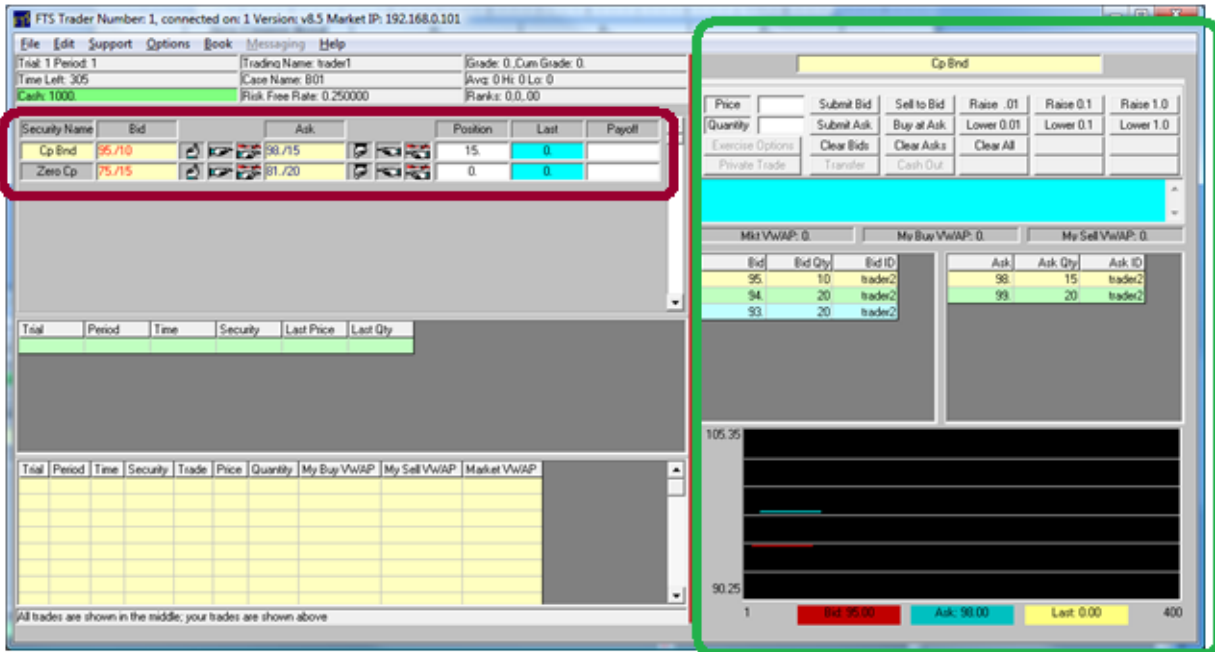 FTS Trader Number: 1, connected on: 1 Version: v8.5 Market IP: 192.168.0.101
File Edit Support Options Book Messaging Help
Trial: 1 Period: 1 Trading Name: trader1 Grade: 0.,Cum Grade: 0.
Time Left: 305 Case Name: B01 Avg: 0 Hi: 0 Lo: 0
Cash: 1000. Risk Free Rate: 0.250000 Ranks: 0,0,.00
Security Name Bid Ask Position Last Payoff
Cp Bnd 95./10 98./15 15. 0.
Zero Cp 75./15 81./20 0. 0.
Trial Period Time Security Last Price Last Qty
Trial Period Time Security Trade Price Quantity My Buy VWAP My Sell VWAP Market VWAP
All trades are shown in the middle; your trades are shown above
Cp Bnd
Price Submit Bid Sell to Bid Raise .01 Raise 0.1 Raise 1.0
Quantity Submit Ask Buy at Ask Lower 0.01 Lower 0.1 Lower 1.0
Exercise Options Clear Bids Clear Asks Clear All
Private Trade Transfer Cash Out
Mkt VWAP: 0. My Buy VWAP: 0. My Sell VWAP: 0.
Bid Bid Qty Bid ID Ask Ask Qty Ask ID
95. 10 trader2 98. 15 trader2
94. 20 trader2 99. 20 trader2
93. 20 trader2
105.35
90.25
1 Bid: 95.00 Ask: 98.00 Last: 0.00 400